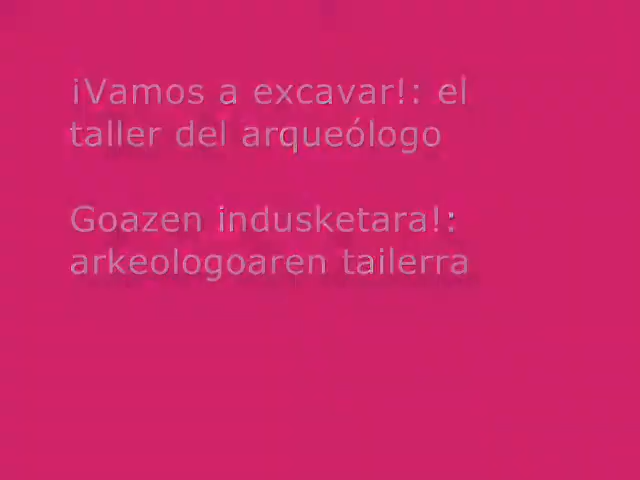 ¡Vamos a excavar!: el
taller del arqueólogo
Goazen indusketara!:
arkeologoaren tailerra